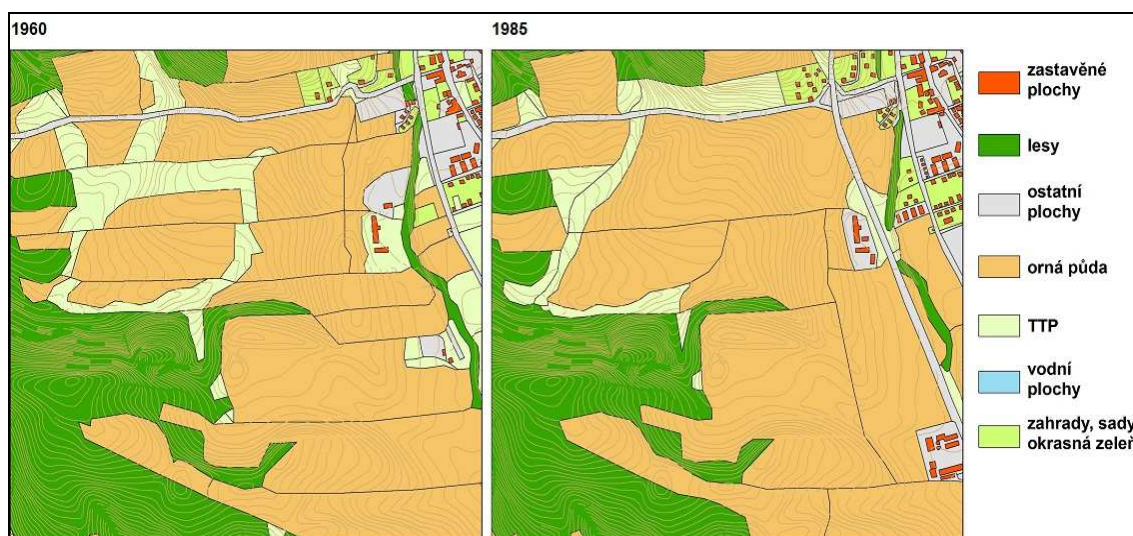 1960
1985
zastavěné
plochy
lesy
ostatní
plochy
orná půda
TTP
vodní
plochy
zahrady, sady
okrasná zeleň